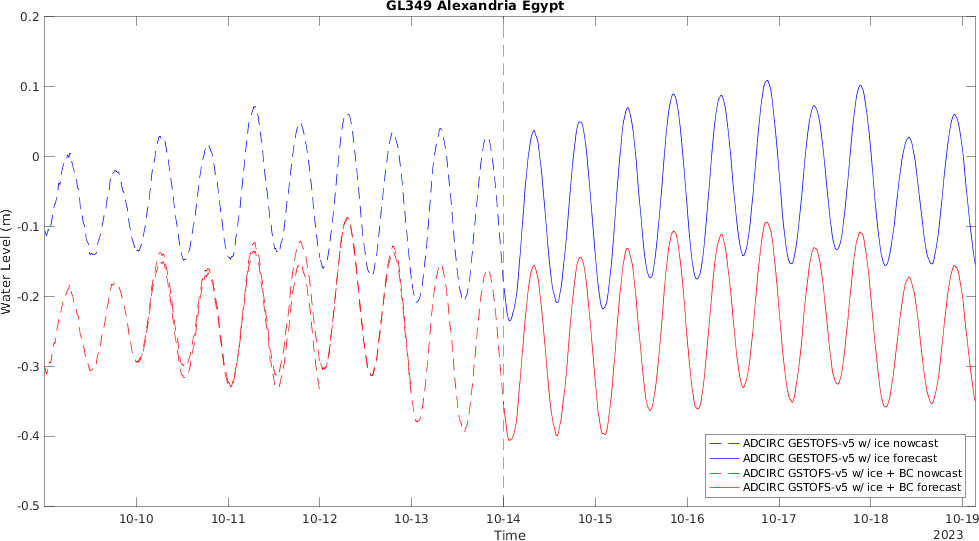 GL349 Alexandria Egypt
0.2
0.1
0
-0.1
-0.2
-0.3
-0.4
-0.5
Water Level (m)
10-10 10-11 10-12 10-13 10-14 10-15 10-16 10-17 10-18 10-19
Time
2023
ADCIRC GESTOFS-v5 w/ ice nowcast
ADCIRC GESTOFS-v5 w/ ice forecast
ADCIRC GSTOFS-v5 w/ ice + BC nowcast
ADCIRC GSTOFS-v5 w/ ice + BC forecast